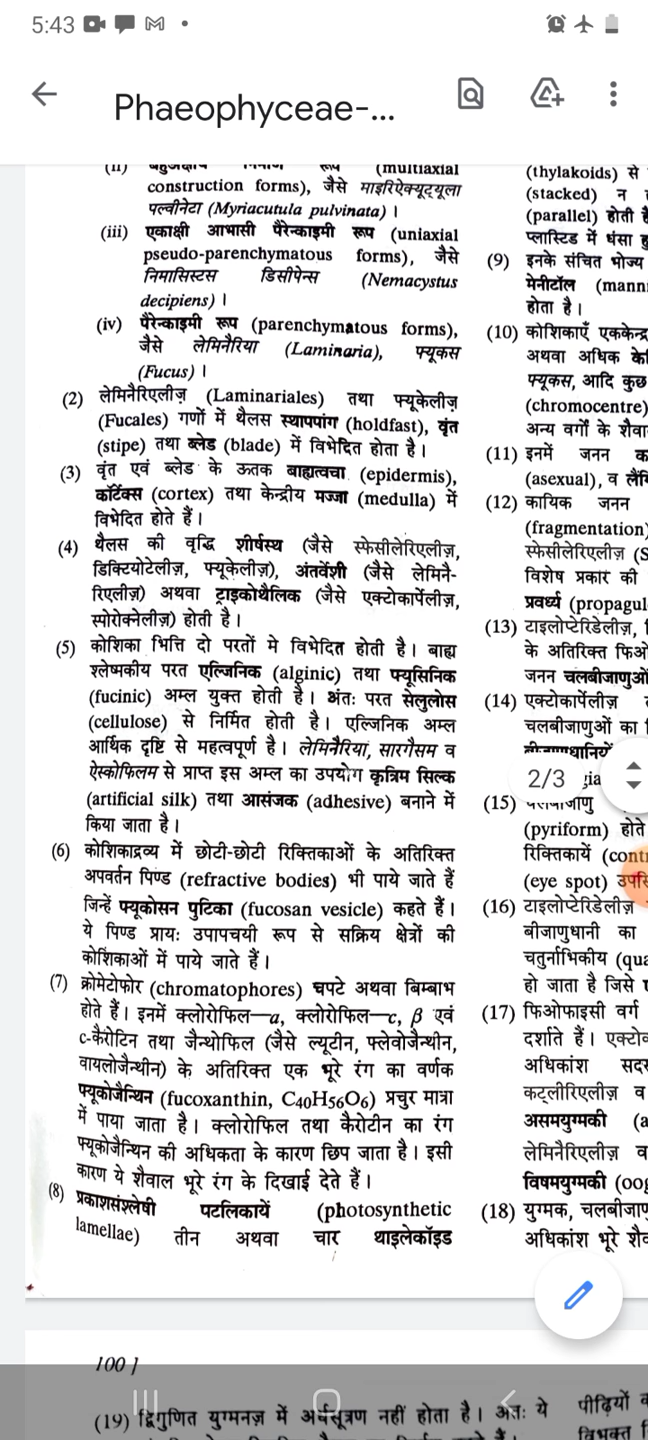 5:43
Phaeophyceae-...
(multiaxial
construction forms), जैसे माइरिऐक्यूट्यूला
पल्वीनेटा (Myriacutula pulvinata) ।
(iii) एकाक्षी आभासी पैरेन्काइमी रूप (uniaxial
pseudo-parenchymatous forms), जैसे
निमासिस्टस डिसीपेन्स (Nemacystus
decipiens) ।
(iv) पैरेन्काइमी रूप (parenchymatous forms),
जैसे लेमिनैरिया (Laminaria), फ्यूकस
(Fucus) ।
(2) लेमिनैरिएलीज़ (Laminariales) तथा फ्यूकेलीज़
(Fucales) गणों में थैलस स्थापपांग (holdfast), वृंत
(stipe) तथा ब्लेड (blade) में विभेदित होता है।
(3) वृंत एवं ब्लेड के ऊतक बाह्यत्वचा (epidermis),
कॉर्टेक्स (cortex) तथा केन्द्रीय मज्जा (medulla) में
विभेदित होते हैं।
(4) थैलस की वृद्धि शीर्षस्थ (जैसे स्फेसीलेरिएलीज़,
डिक्टियोटेलीज़, फ्यूकेलीज़), अंतर्वेशी (जैसे लेमिनै-
रिएलीज़) अथवा ट्राइकोथैलिक (जैसे एक्टोकार्पेलीज़,
स्पोरोक्नेलीज़) होती है।
(5) कोशिका भित्ति दो परतों मे विभेदित होती है। बाह्य
श्लेष्मकीय परत एल्जिनिक (alginic) तथा फ्यूसिनिक
(fucinic) अम्ल युक्त होती है। अंतः परत सेलुलोस
(cellulose) से निर्मित होती है। एल्जिनिक अम्ल
आर्थिक दृष्टि से महत्वपूर्ण है। लेमिनैरिया, सारगैसम व
ऐस्कोफिलम से प्राप्त इस अम्ल का उपयोग कृत्रिम सिल्क
(artificial silk) तथा आसंजक (adhesive) बनाने में
किया जाता है।
(6) कोशिकाद्रव्य में छोटी-छोटी रिक्तिकाओं के अतिरिक्त
अपवर्तन पिण्ड (refractive bodies) भी पाये जाते हैं
जिन्हें फ्यूकोसन पुटिका (fucosan vesicle) कहते हैं।
ये पिण्ड प्रायः उपापचयी रूप से सक्रिय क्षेत्रों की
कोशिकाओं में पाये जाते हैं।
(7) क्रोमेटोफोर (chromatophores) चपटे अथवा बिम्बाभ
होते हैं। इनमें क्लोरोफिल—a, क्लोरोफिल—c, β एवं
c-कैरोटिन तथा जैन्थोफिल (जैसे ल्यूटीन, फ्लेवोजैन्थीन,
वायलोजैन्थीन) के अतिरिक्त एक भूरे रंग का वर्णक
फ्यूकोजैन्थिन (fucoxanthin, C40H56O6) प्रचुर मात्रा
में पाया जाता है। क्लोरोफिल तथा कैरोटीन का रंग
फ्यूकोजैन्थिन की अधिकता के कारण छिप जाता है। इसी
कारण ये शैवाल भूरे रंग के दिखाई देते हैं।
(8) प्रकाशसंश्लेषी पटलिकायें (photosynthetic
lamellae) तीन अथवा चार थाइलेकॉइड
(thylakoids) से
(stacked) न
(parallel) होती
प्लास्टिड में धंसा
(9) इनके संचित भोज्य
मेनीटॉल (mann
होता है।
(10) कोशिकाएँ एककेन्द्र
अथवा अधिक
फ्यूकस, आदि कुछ
(chromocentre)
अन्य वर्गों के शैवा
(11) इनमें जनन
(asexual), व
(12) कायिक जनन
(fragmentation)
स्फेसीलेरिएलीज़ (S
विशेष प्रकार की
प्रवर्ध्य (propagul
(13) टाइलोप्टेरिडेलीज़,
के अतिरिक्त फिओ
जनन चलबीजाणुओं
(14) एक्टोकार्पेलीज़
चलबीजाणुओं का
2/3
(15)
(pyriform) होते
रिक्तिकायें (cont
(eye spot)
(16) टाइलोप्टेरिडेलीज़
बीजाणुधानी का
चतुर्नाभिकीय (qua
हो जाता है जिसे
(17) फिओफाइसी वर्ग
दर्शाते हैं।
अधिकांश सदस
कट्लीरिएलीज़ व
असमयुग्मकी (a
लेमिनैरिएलीज़ व
विषमयुग्मकी (oog
(18) युग्मक, चलबीजाण
अधिकांश भूरे
100 ]
(19) द्विगुणित युग्मनज़ में अर्धसूत्रण नहीं होता है। अतः ये
पीढ़ियों